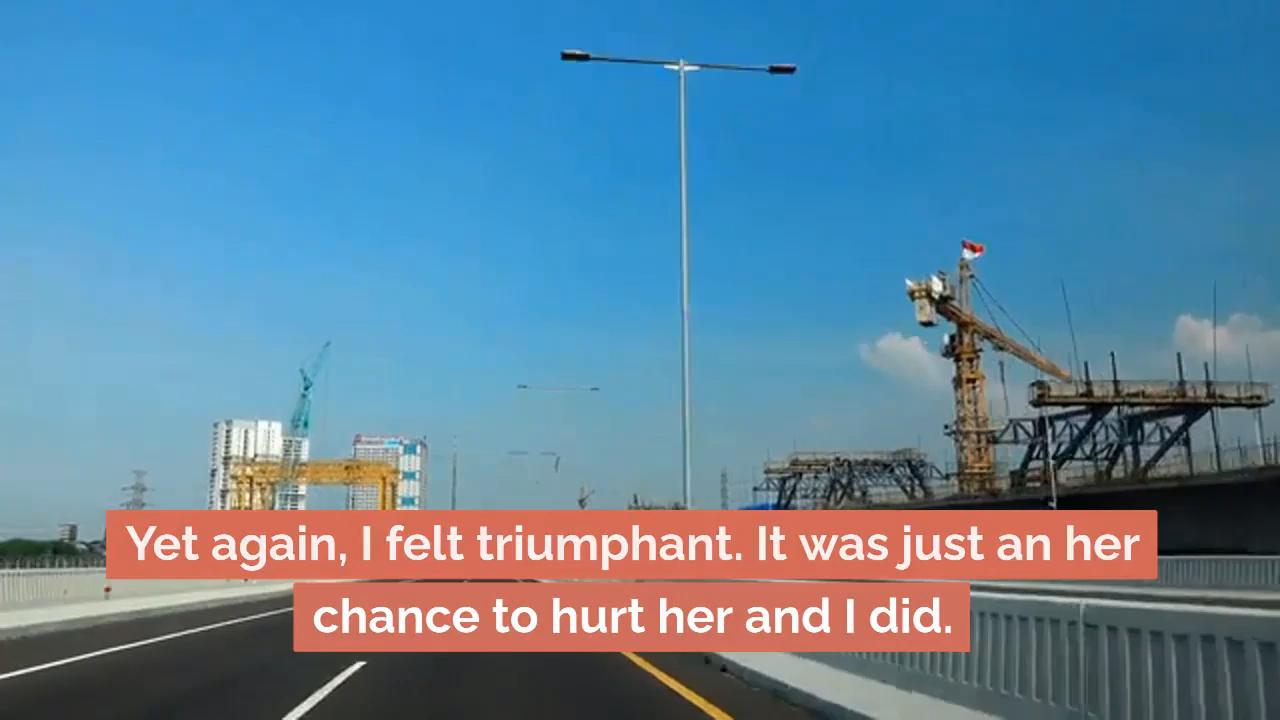 Yet again, I felt triumphant. It was just an her
chance to hurt her and I did.